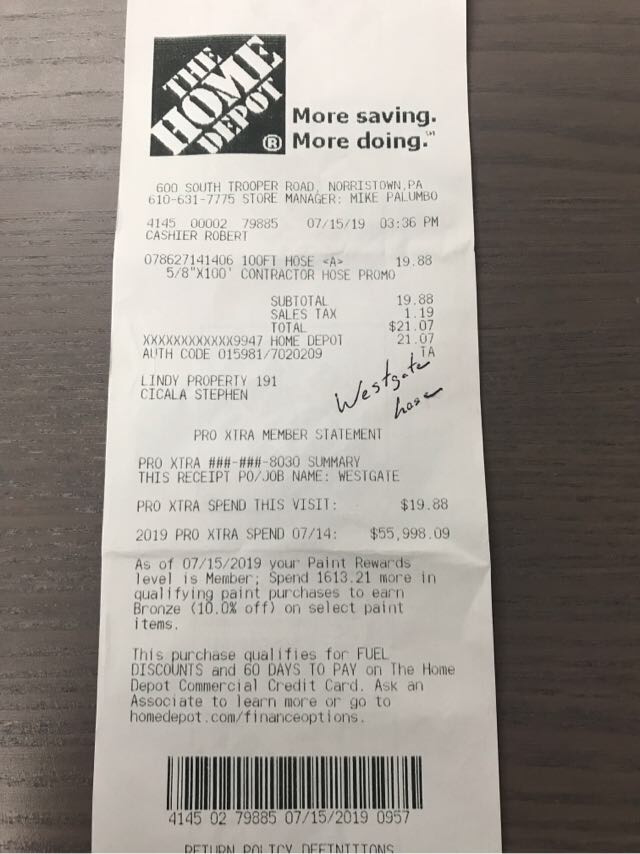 THE
HOME
DEPOT
®
More saving.
More doing.℠
600 SOUTH TROOPER ROAD, NORRISTOWN,PA
610-631-7775 STORE MANAGER: MIKE PALUMBO
4145 00002 79885 07/15/19 03:36 PM
CASHIER ROBERT
078627141406 100FT HOSE <A> 19.88
5/8"X100' CONTRACTOR HOSE PROMO
SUBTOTAL 19.88
SALES TAX 1.19
TOTAL $21.07
XXXXXXXXXXXX9947 HOME DEPOT 21.07
AUTH CODE 015981/7020209 TA
Westgate
hose
LINDY PROPERTY 191
CICALA STEPHEN
PRO XTRA MEMBER STATEMENT
PRO XTRA ###-###-8030 SUMMARY
THIS RECEIPT PO/JOB NAME: WESTGATE
PRO XTRA SPEND THIS VISIT: $19.88
2019 PRO XTRA SPEND 07/14: $55,998.09
As of 07/15/2019 your Paint Rewards
level is Member; Spend 1613.21 more in
qualifying paint purchases to earn
Bronze (10.0% off) on select paint
items.
This purchase qualifies for FUEL
DISCOUNTS and 60 DAYS TO PAY on The Home
Depot Commercial Credit Card. Ask an
Associate to learn more or go to
homedepot.com/financeoptions.
4145 02 79885 07/15/2019 0957
RETURN POLICY DEFINITIONS